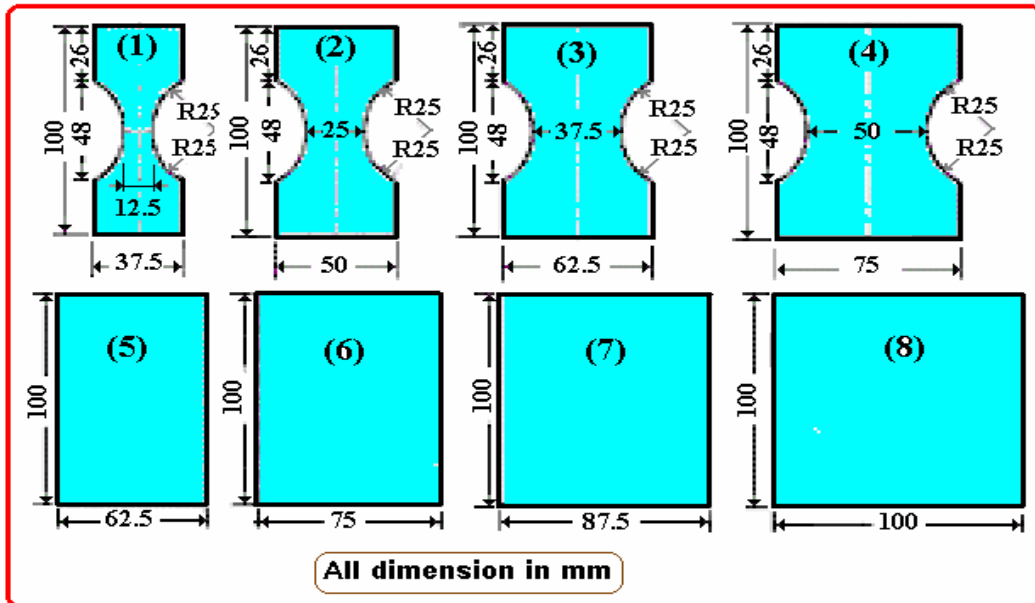 (1) (2) (3) (4)
26 26 26 26
R25 R25 R25 R25
100 48 100 48 25 100 48 37.5 100 48 50
R25 R25 R25 R25
12.5
37.5 50 62.5 75
(5) (6) (7) (8)
100 100 100 100
62.5 75 87.5 100
All dimension in mm